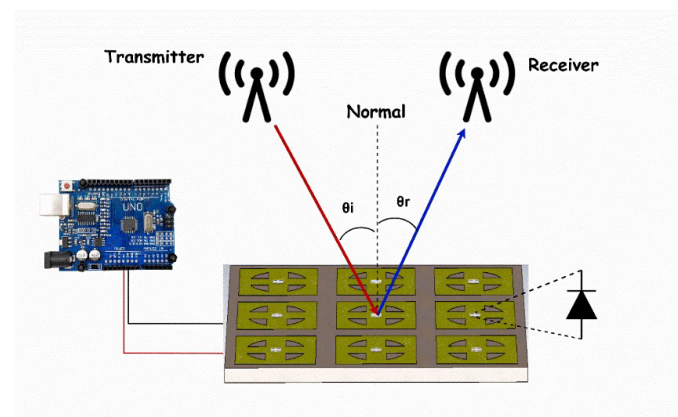 Transmitter
Receiver
Normal
UNO
θi
θr